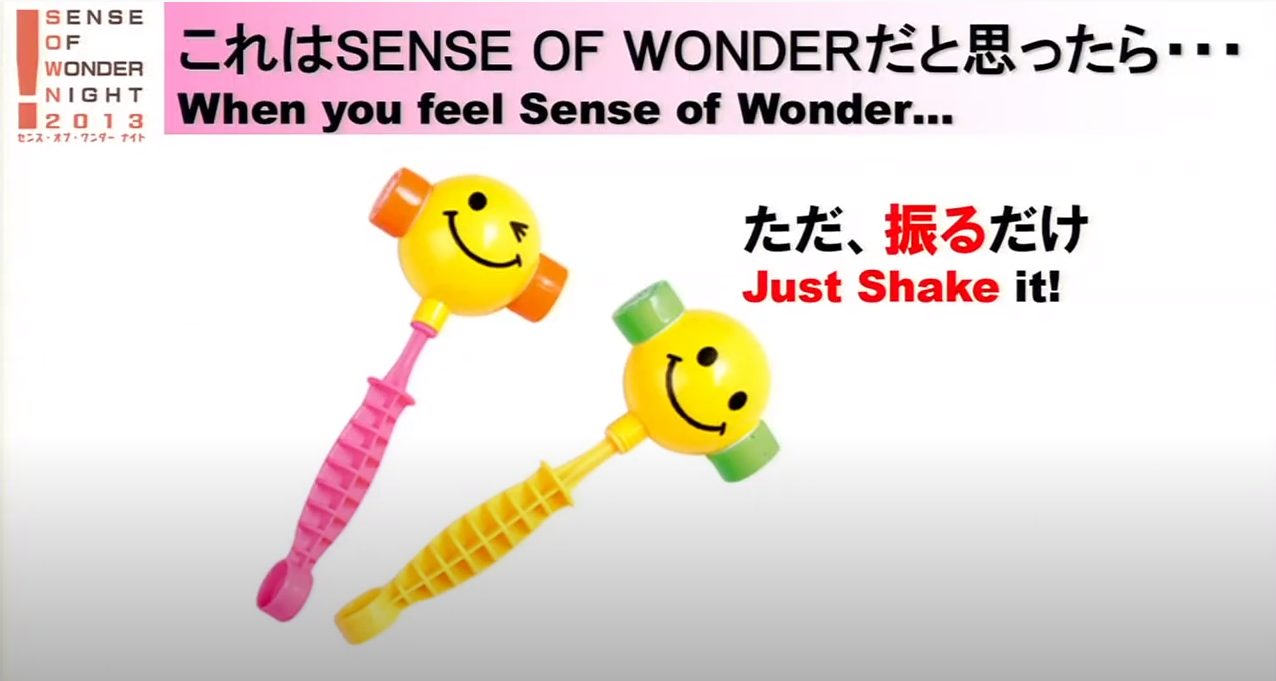 SENSE
OF
WONDER
NIGHT
2013
センス・オブ・ワンダー ナイト
これはSENSE OF WONDERだと思ったら・・・
When you feel Sense of Wonder...
ただ、振るだけ
Just Shake it!